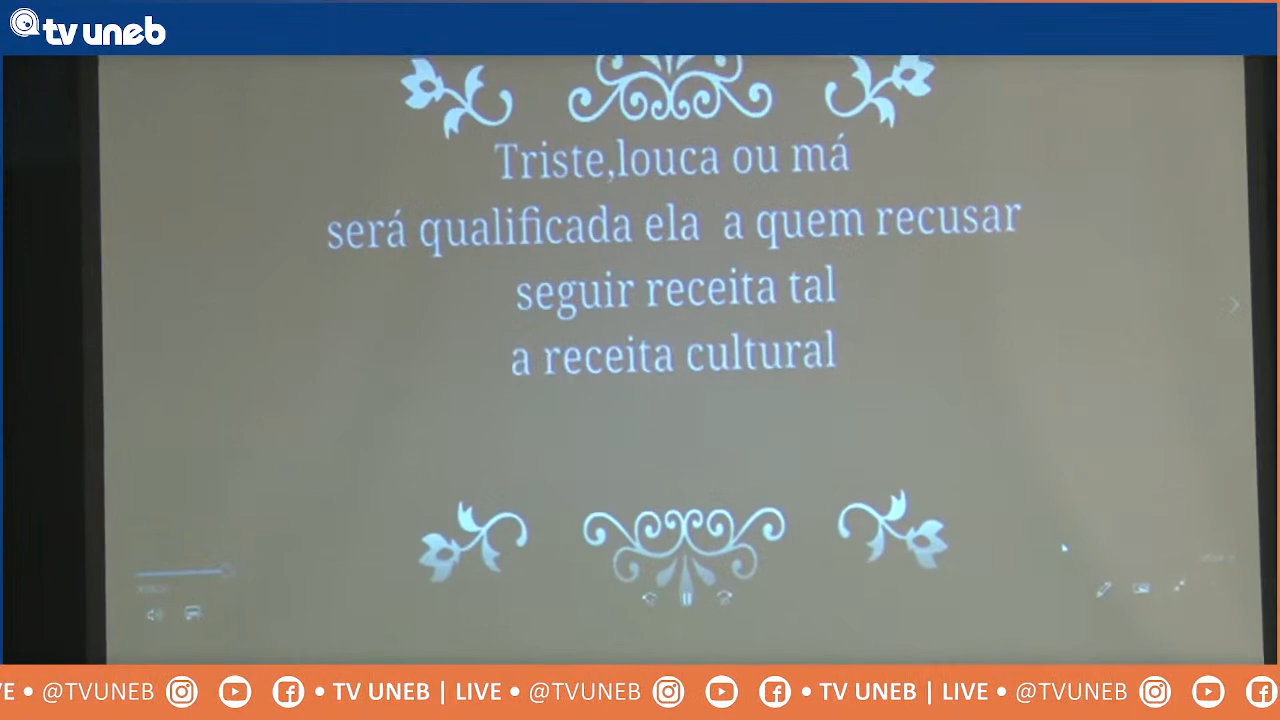 tv uneb
Triste,louca ou má
será qualificada ela a quem recusar
seguir receita tal
a receita cultural
VE • @TVUNEB • TV UNEB | LIVE • @TVUNEB • TV UNEB | LIVE • @TVUNEB